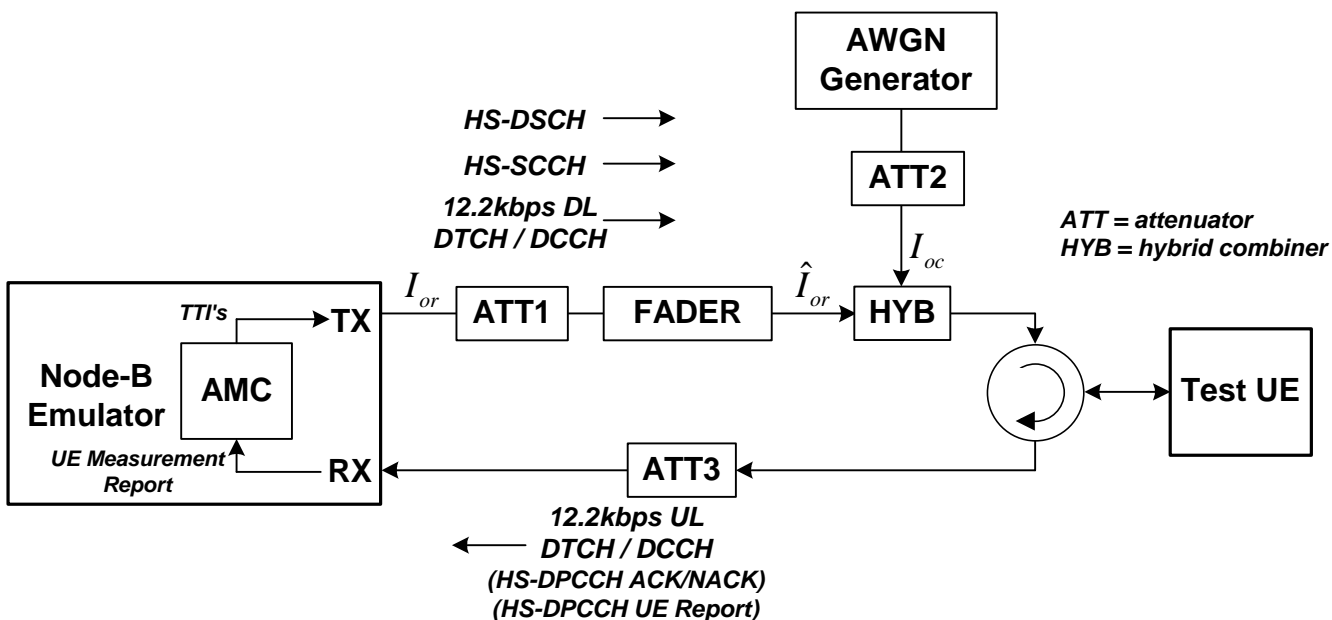 AWGN
Generator
HS-DSCH
HS-SCCH
ATT2
12.2kbps DL
DTCH / DCCH
ATT = attenuator
HYB = hybrid combiner
I_or
Î_or
I_oc
TTI's
TX
ATT1
FADER
HYB
Node-B
Emulator
AMC
Test UE
UE Measurement
Report
RX
ATT3
12.2kbps UL
DTCH / DCCH
(HS-DPCCH ACK/NACK)
(HS-DPCCH UE Report)